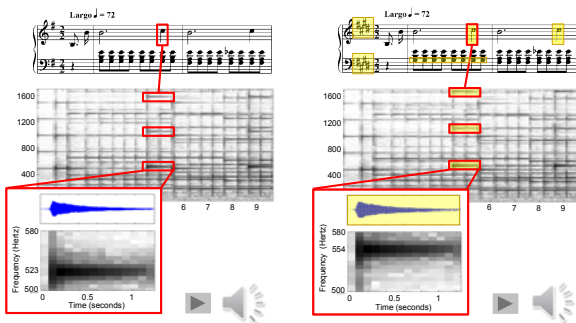 Largo ♩ = 72
1600
1200
800
400
6 7 8 9
580
523
500
Frequency (Hertz)
0 0.5 1
Time (seconds)
Largo ♩ = 72
1600
1200
800
400
6 7 8 9
580
554
500
Frequency (Hertz)
0 0.5 1
Time (seconds)